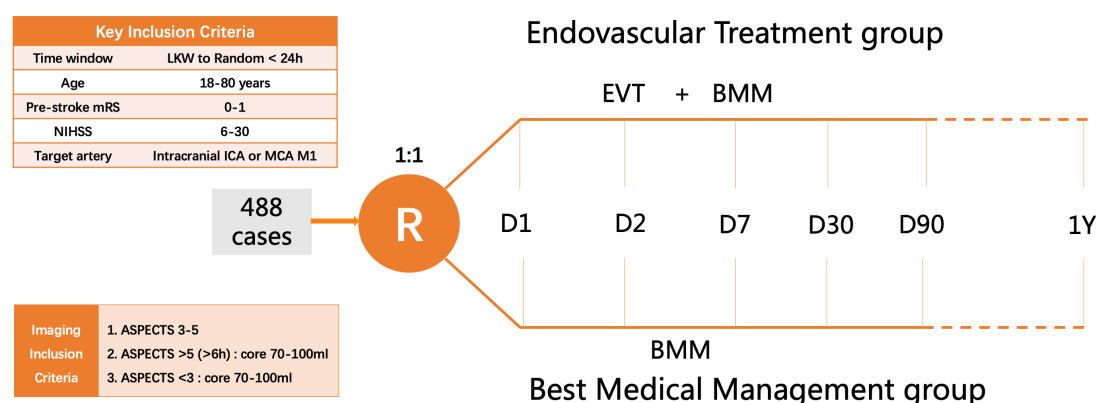 Key Inclusion Criteria
Time window LKW to Random < 24h
Age 18-80 years
Pre-stroke mRS 0-1
NIHSS 6-30
Target artery Intracranial ICA or MCA M1
Endovascular Treatment group
EVT + BMM
1:1
488
cases
R
D1 D2 D7 D30 D90 1Y
Imaging
Inclusion
Criteria
1. ASPECTS 3-5
2. ASPECTS >5 (>6h) : core 70-100ml
3. ASPECTS <3 : core 70-100ml
BMM
Best Medical Management group